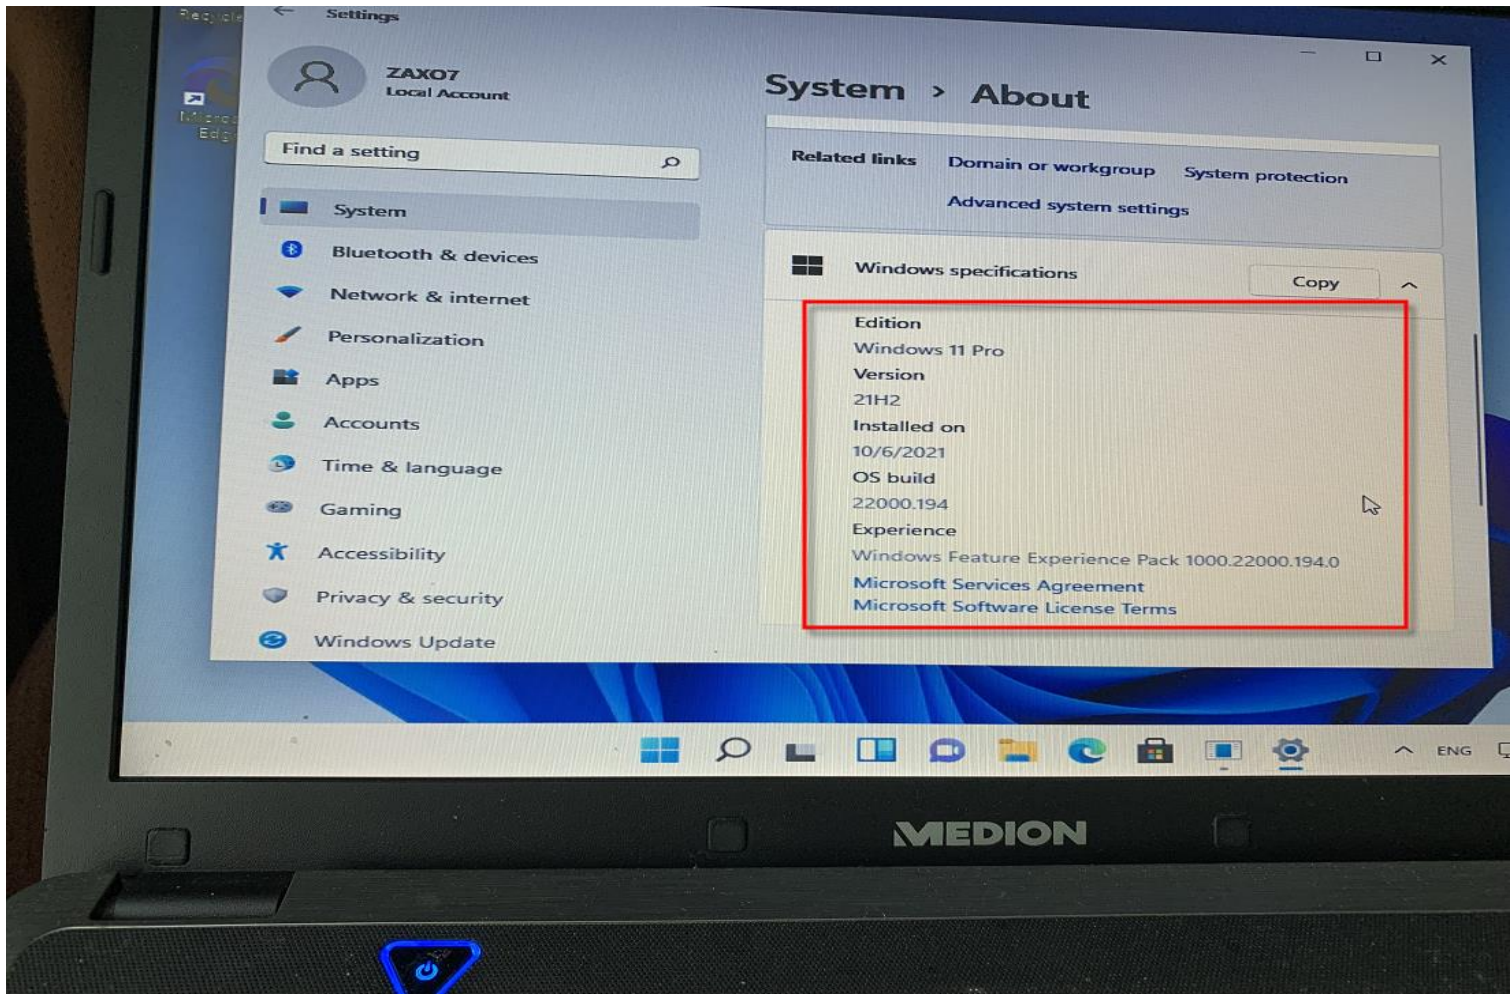 Recycle
Edge
Settings
ZAXO7
Local Account
Find a setting
System
Bluetooth & devices
Network & internet
Personalization
Apps
Accounts
Time & language
Gaming
Accessibility
Privacy & security
Windows Update
System > About
Related links Domain or workgroup System protection
Advanced system settings
Windows specifications Copy
Edition
Windows 11 Pro
Version
21H2
Installed on
10/6/2021
OS build
22000.194
Experience
Windows Feature Experience Pack 1000.22000.194.0
Microsoft Services Agreement
Microsoft Software License Terms
ENG
MEDION